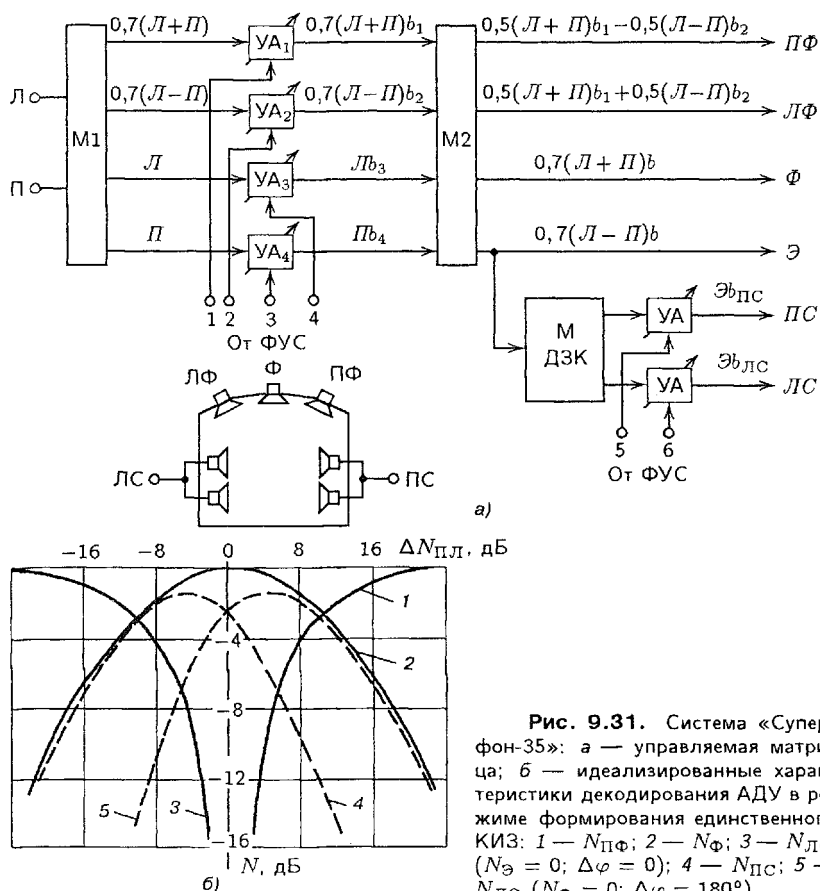 0,7(Л+П) УА₁ 0,7(Л+П)b₁ 0,5(Л+ П)b₁−0,5(Л−П)b₂ ПФ
0,7(Л−П) УА₂ 0,7(Л−П)b₂ 0,5(Л+ П)b₁+0,5(Л−П)b₂ ЛФ
Л П М1 М2
Л УА₃ Лb₃ 0,7(Л+П)b Ф
П УА₄ Пb₄ 0,7(Л−П)b Э
1 2 3 4
От ФУС
М ДЗК
УА Эb_ПС ПС
УА Эb_ЛС ЛС
5 6
От ФУС
ЛФ Ф ПФ
ЛС ПС
а)
−16 −8 0 8 16 ΔN_ПЛ, дБ
1
−4
2
−8
−12
5 3 4
−16
N, дБ
б)
Рис. 9.31. Система «Супер
фон-35»: а — управляемая матри
ца; б — идеализированные харак
теристики декодирования АДУ в ре
жиме формирования единственног
КИЗ: 1 — N_ПФ; 2 — N_Ф; 3 — N_Л
(N_Э = 0; Δφ = 0); 4 — N_ПС; 5 —